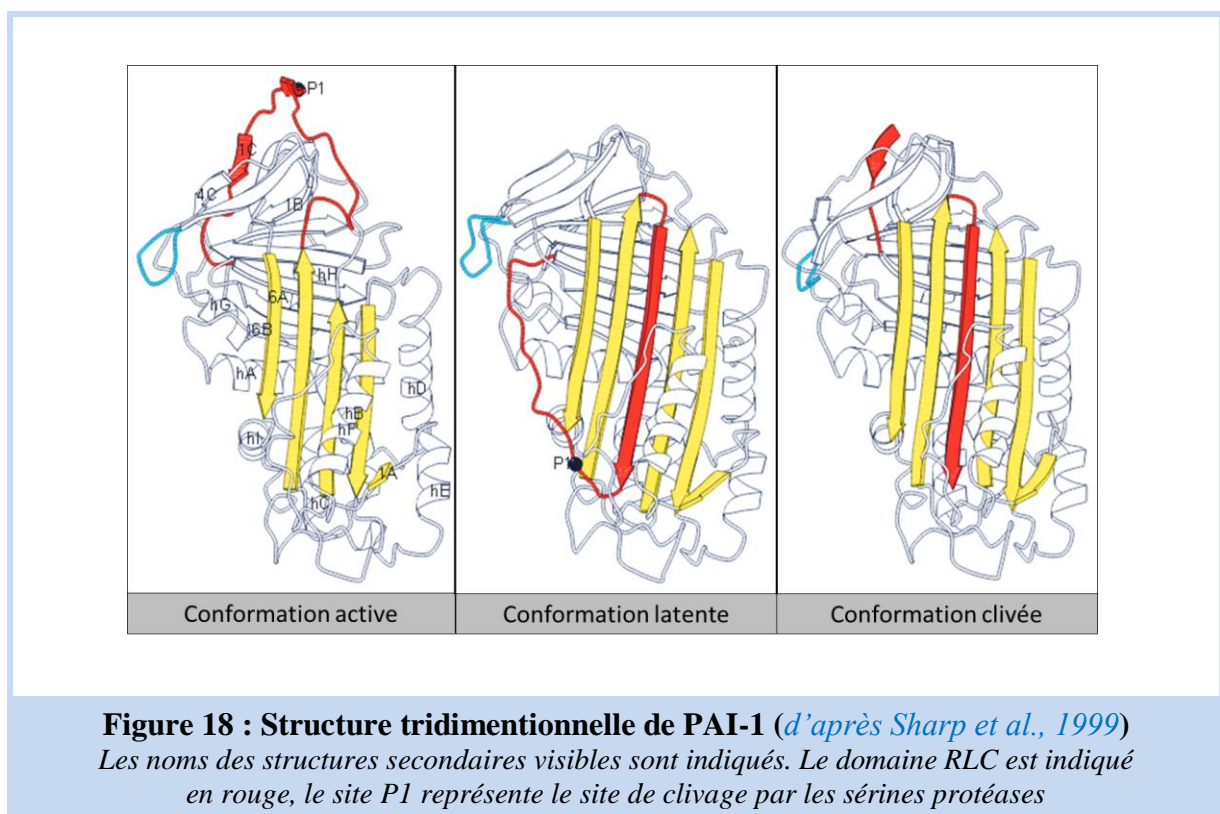 P1
1C
4C
1B
hH
hG
6A
6B
hA
hD
hB
hF
hI
1A
hC
hE
P1
Conformation active
Conformation latente
Conformation clivée
Figure 18 : Structure tridimentionnelle de PAI-1 (d’après Sharp et al., 1999)
Les noms des structures secondaires visibles sont indiqués. Le domaine RLC est indiqué
en rouge, le site P1 représente le site de clivage par les sérines protéases